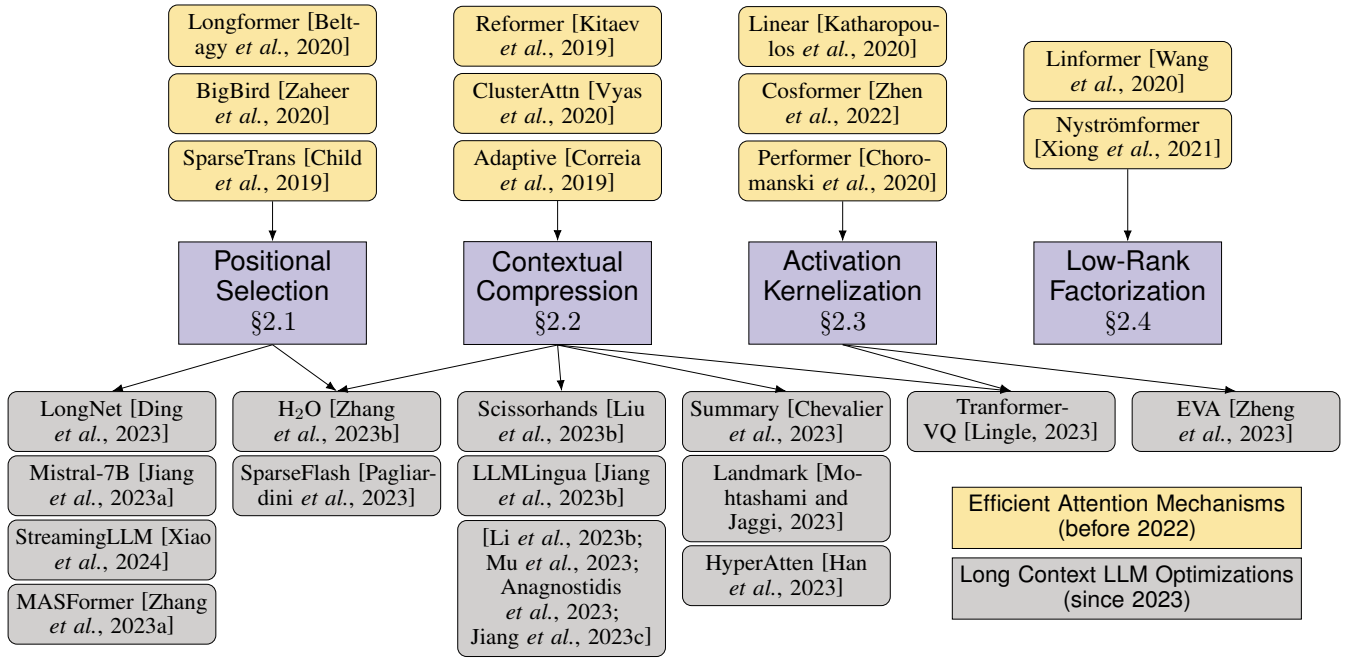 Longformer [Belt-
agy et al., 2020]
BigBird [Zaheer
et al., 2020]
SparseTrans [Child
et al., 2019]
Reformer [Kitaev
et al., 2019]
ClusterAttn [Vyas
et al., 2020]
Adaptive [Correia
et al., 2019]
Linear [Katharopou-
los et al., 2020]
Cosformer [Zhen
et al., 2022]
Performer [Choro-
manski et al., 2020]
Linformer [Wang
et al., 2020]
Nyströmformer
[Xiong et al., 2021]
Positional
Selection
§2.1
Contextual
Compression
§2.2
Activation
Kernelization
§2.3
Low-Rank
Factorization
§2.4
LongNet [Ding
et al., 2023]
Mistral-7B [Jiang
et al., 2023a]
StreamingLLM [Xiao
et al., 2024]
MASFormer [Zhang
et al., 2023a]
H₂O [Zhang
et al., 2023b]
SparseFlash [Pagliar-
dini et al., 2023]
Scissorhands [Liu
et al., 2023b]
LLMLingua [Jiang
et al., 2023b]
[Li et al., 2023b;
Mu et al., 2023;
Anagnostidis
et al., 2023;
Jiang et al., 2023c]
Summary [Chevalier
et al., 2023]
Landmark [Mo-
htashami and
Jaggi, 2023]
HyperAtten [Han
et al., 2023]
Tranformer-
VQ [Lingle, 2023]
EVA [Zheng
et al., 2023]
Efficient Attention Mechanisms
(before 2022)
Long Context LLM Optimizations
(since 2023)